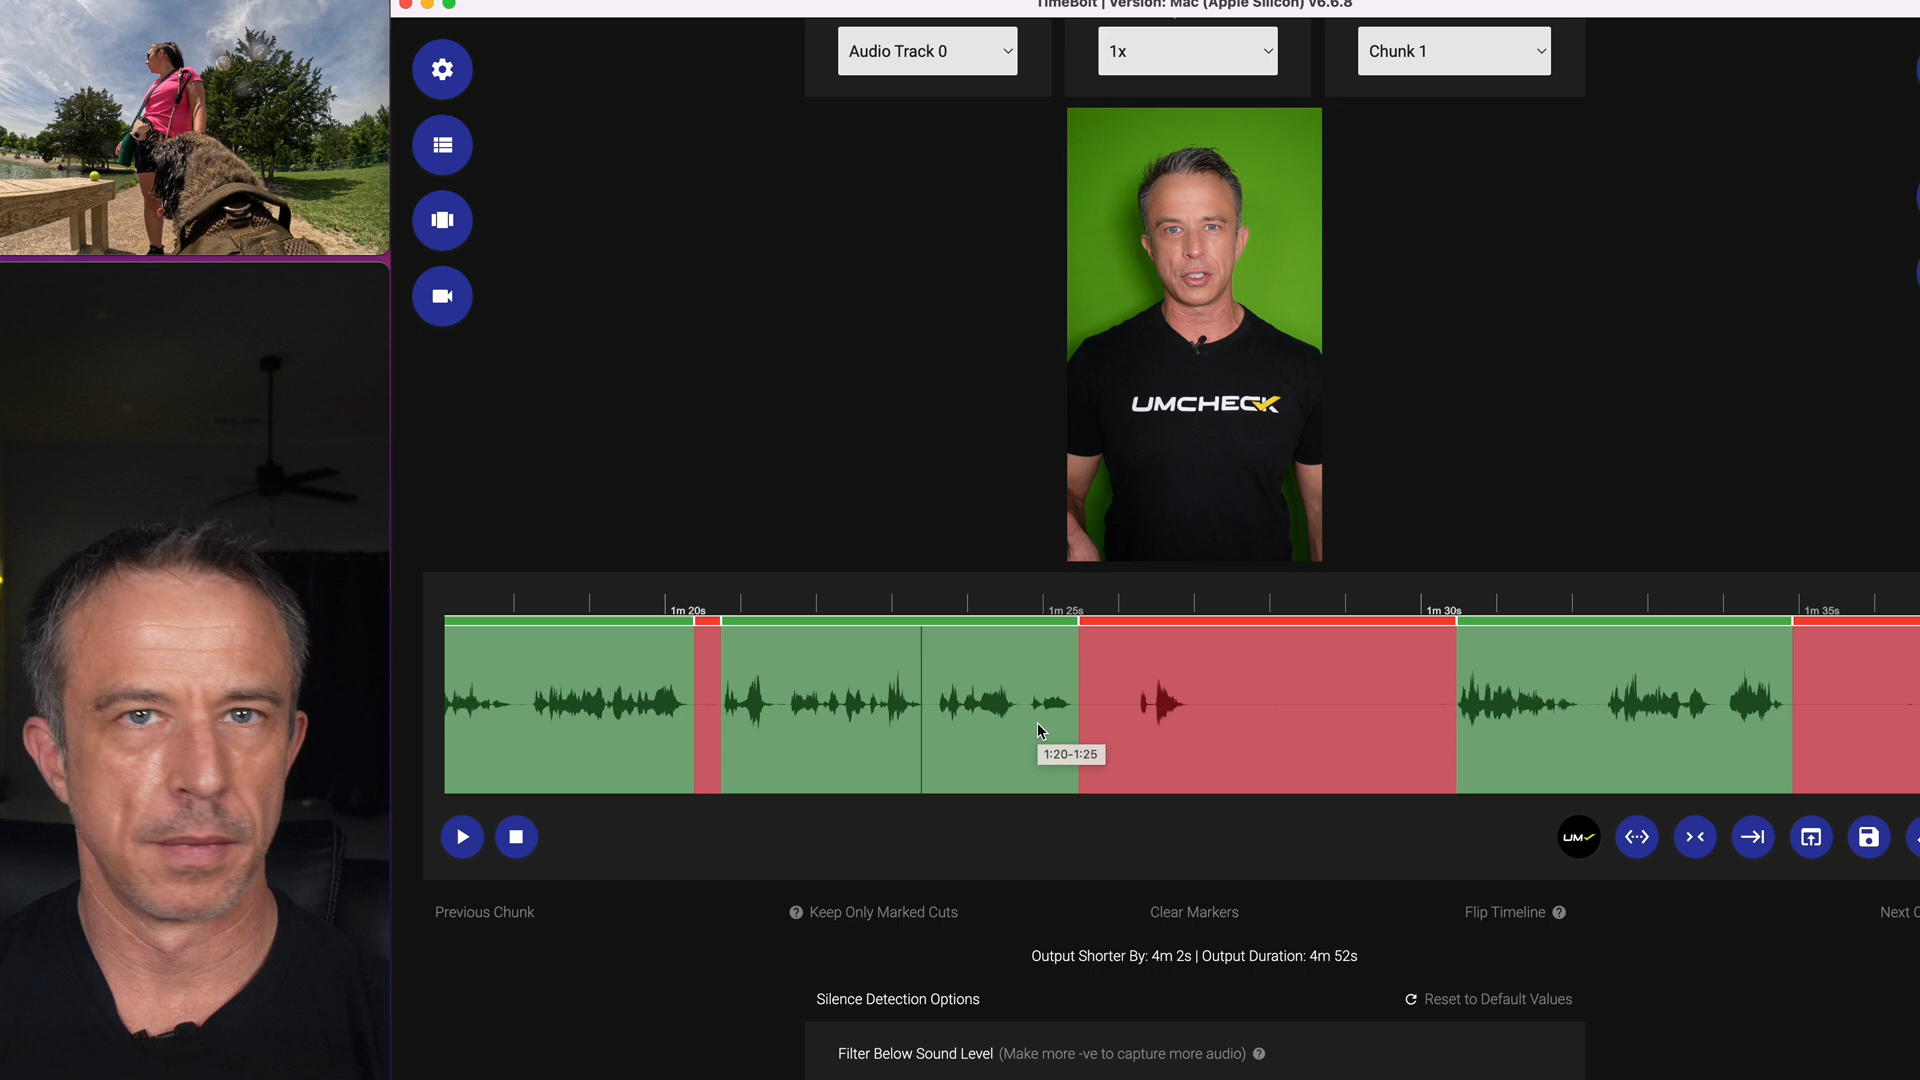 TimeBolt | Version: Mac (Apple Silicon) v6.6.8
Audio Track 0
1x
Chunk 1
UMCHECK
1m 20s
1m 25s
1m 30s
1m 35s
1:20-1:25
UM
Previous Chunk
Keep Only Marked Cuts
Clear Markers
Flip Timeline
Next C
Output Shorter By: 4m 2s | Output Duration: 4m 52s
Silence Detection Options
Reset to Default Values
Filter Below Sound Level (Make more -ve to capture more audio)